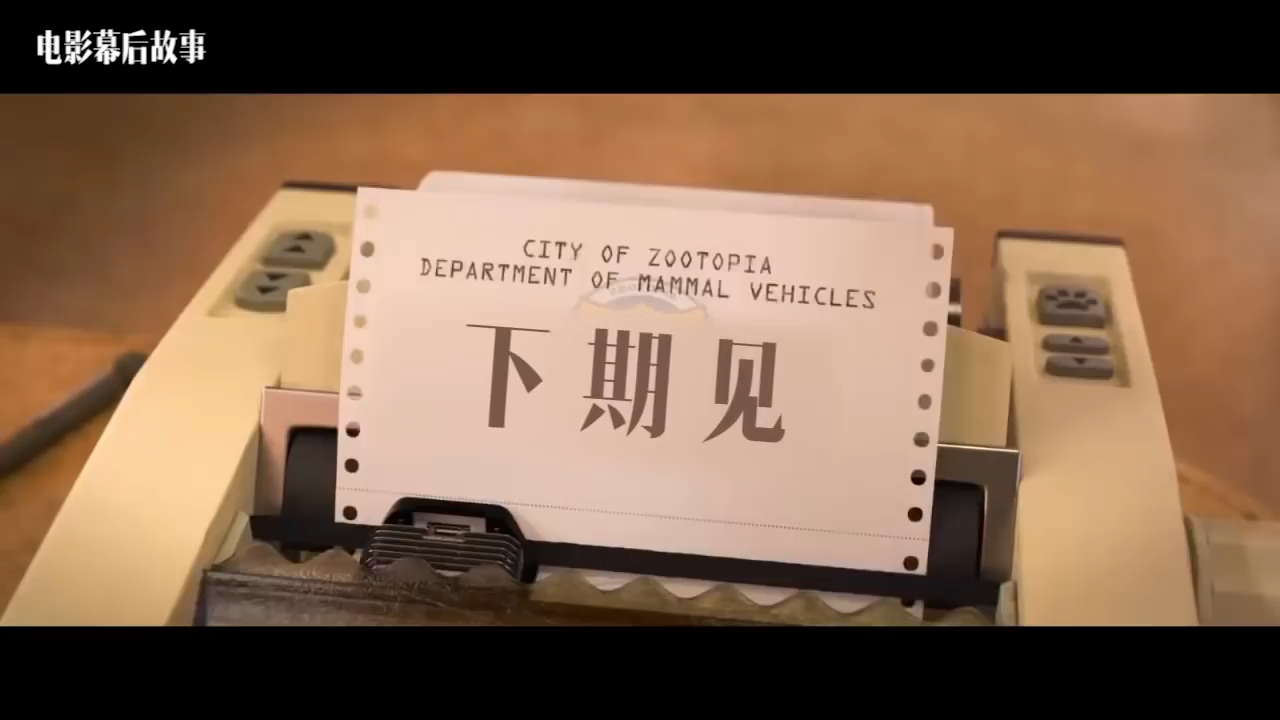 电影幕后故事
CITY OF ZOOTOPIA
DEPARTMENT OF MAMMAL VEHICLES
下期见